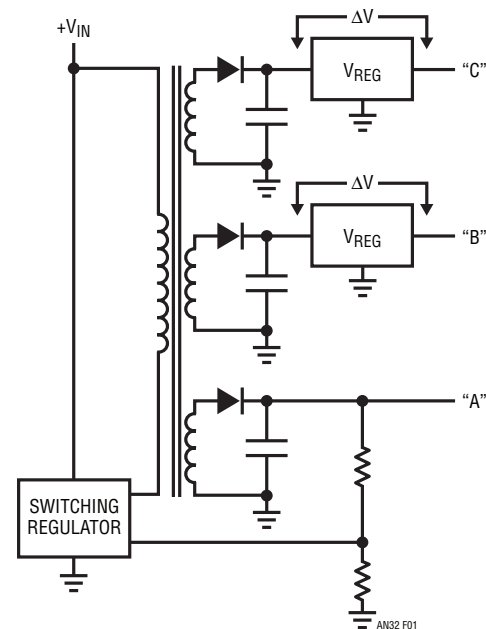 ΔV
+VIN
VREG
“C”
ΔV
VREG
“B”
“A”
SWITCHING
REGULATOR
AN32 F01